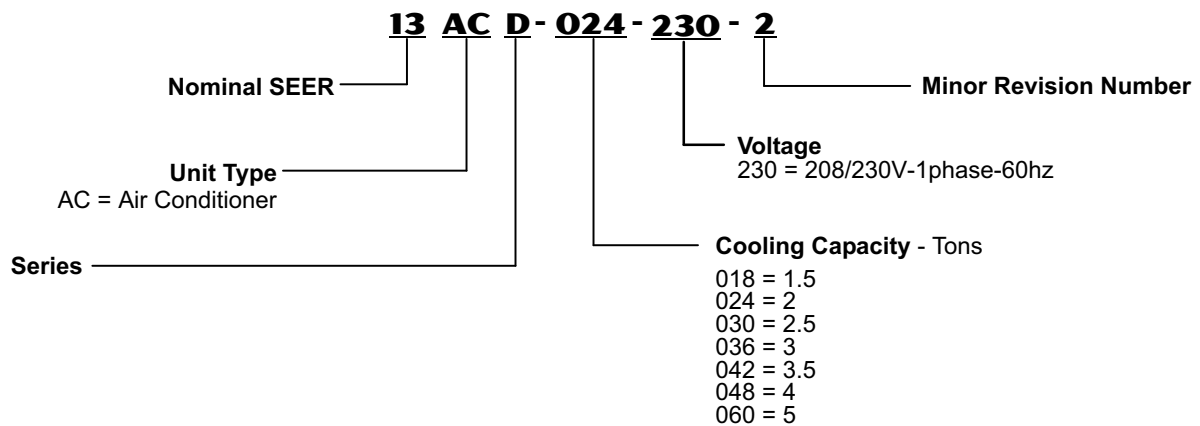 13 AC D - 024 - 230 - 2
Nominal SEER
Minor Revision Number
Voltage
230 = 208/230V-1phase-60hz
Unit Type
AC = Air Conditioner
Cooling Capacity - Tons
Series
018 = 1.5
024 = 2
030 = 2.5
036 = 3
042 = 3.5
048 = 4
060 = 5